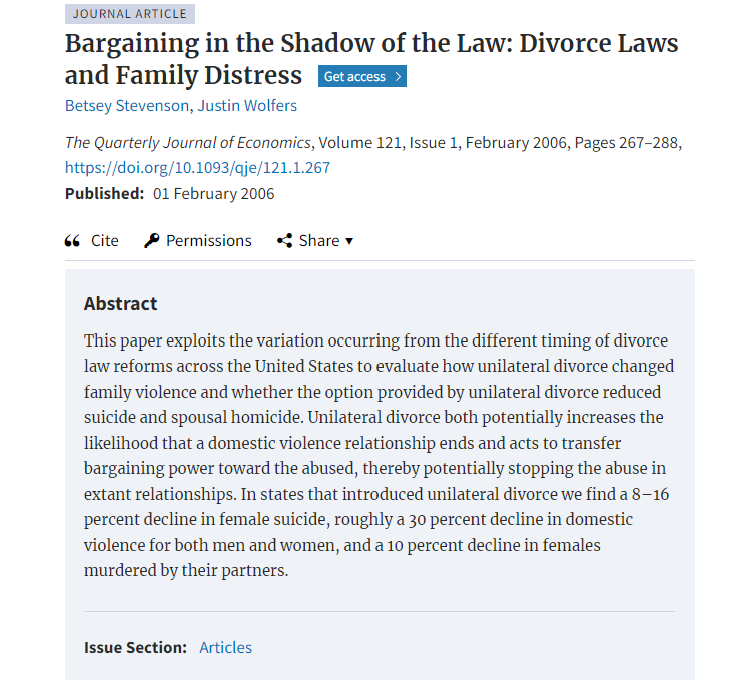 JOURNAL ARTICLE
Bargaining in the Shadow of the Law: Divorce Laws
and Family Distress Get access >
Betsey Stevenson, Justin Wolfers
The Quarterly Journal of Economics, Volume 121, Issue 1, February 2006, Pages 267–288,
https://doi.org/10.1093/qje/121.1.267
Published: 01 February 2006
Cite Permissions Share ▼
Abstract
This paper exploits the variation occurring from the different timing of divorce
law reforms across the United States to evaluate how unilateral divorce changed
family violence and whether the option provided by unilateral divorce reduced
suicide and spousal homicide. Unilateral divorce both potentially increases the
likelihood that a domestic violence relationship ends and acts to transfer
bargaining power toward the abused, thereby potentially stopping the abuse in
extant relationships. In states that introduced unilateral divorce we find a 8–16
percent decline in female suicide, roughly a 30 percent decline in domestic
violence for both men and women, and a 10 percent decline in females
murdered by their partners.
Issue Section: Articles